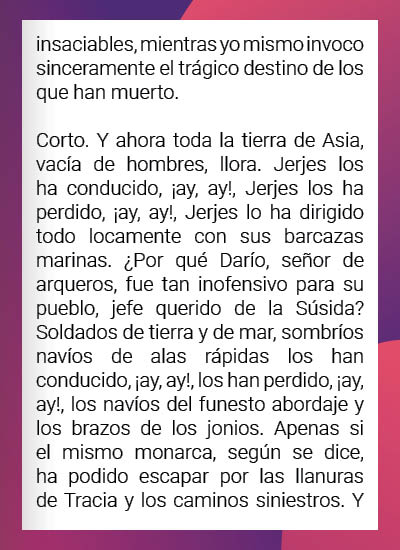 insaciables, mientras yo mismo invoco
sinceramente el trágico destino de los
que han muerto.
Corto. Y ahora toda la tierra de Asia,
vacía de hombres, llora. Jerjes los
ha conducido, ¡ay, ay!, Jerjes los ha
perdido, ¡ay, ay!, Jerjes lo ha dirigido
todo locamente con sus barcazas
marinas. ¿Por qué Darío, señor de
arqueros, fue tan inofensivo para su
pueblo, jefe querido de la Súsida?
Soldados de tierra y de mar, sombríos
navíos de alas rápidas los han
conducido, ¡ay, ay!, los han perdido, ¡ay,
ay!, los navíos del funesto abordaje y
los brazos de los jonios. Apenas si
el mismo monarca, según se dice,
ha podido escapar por las llanuras
de Tracia y los caminos siniestros. Y